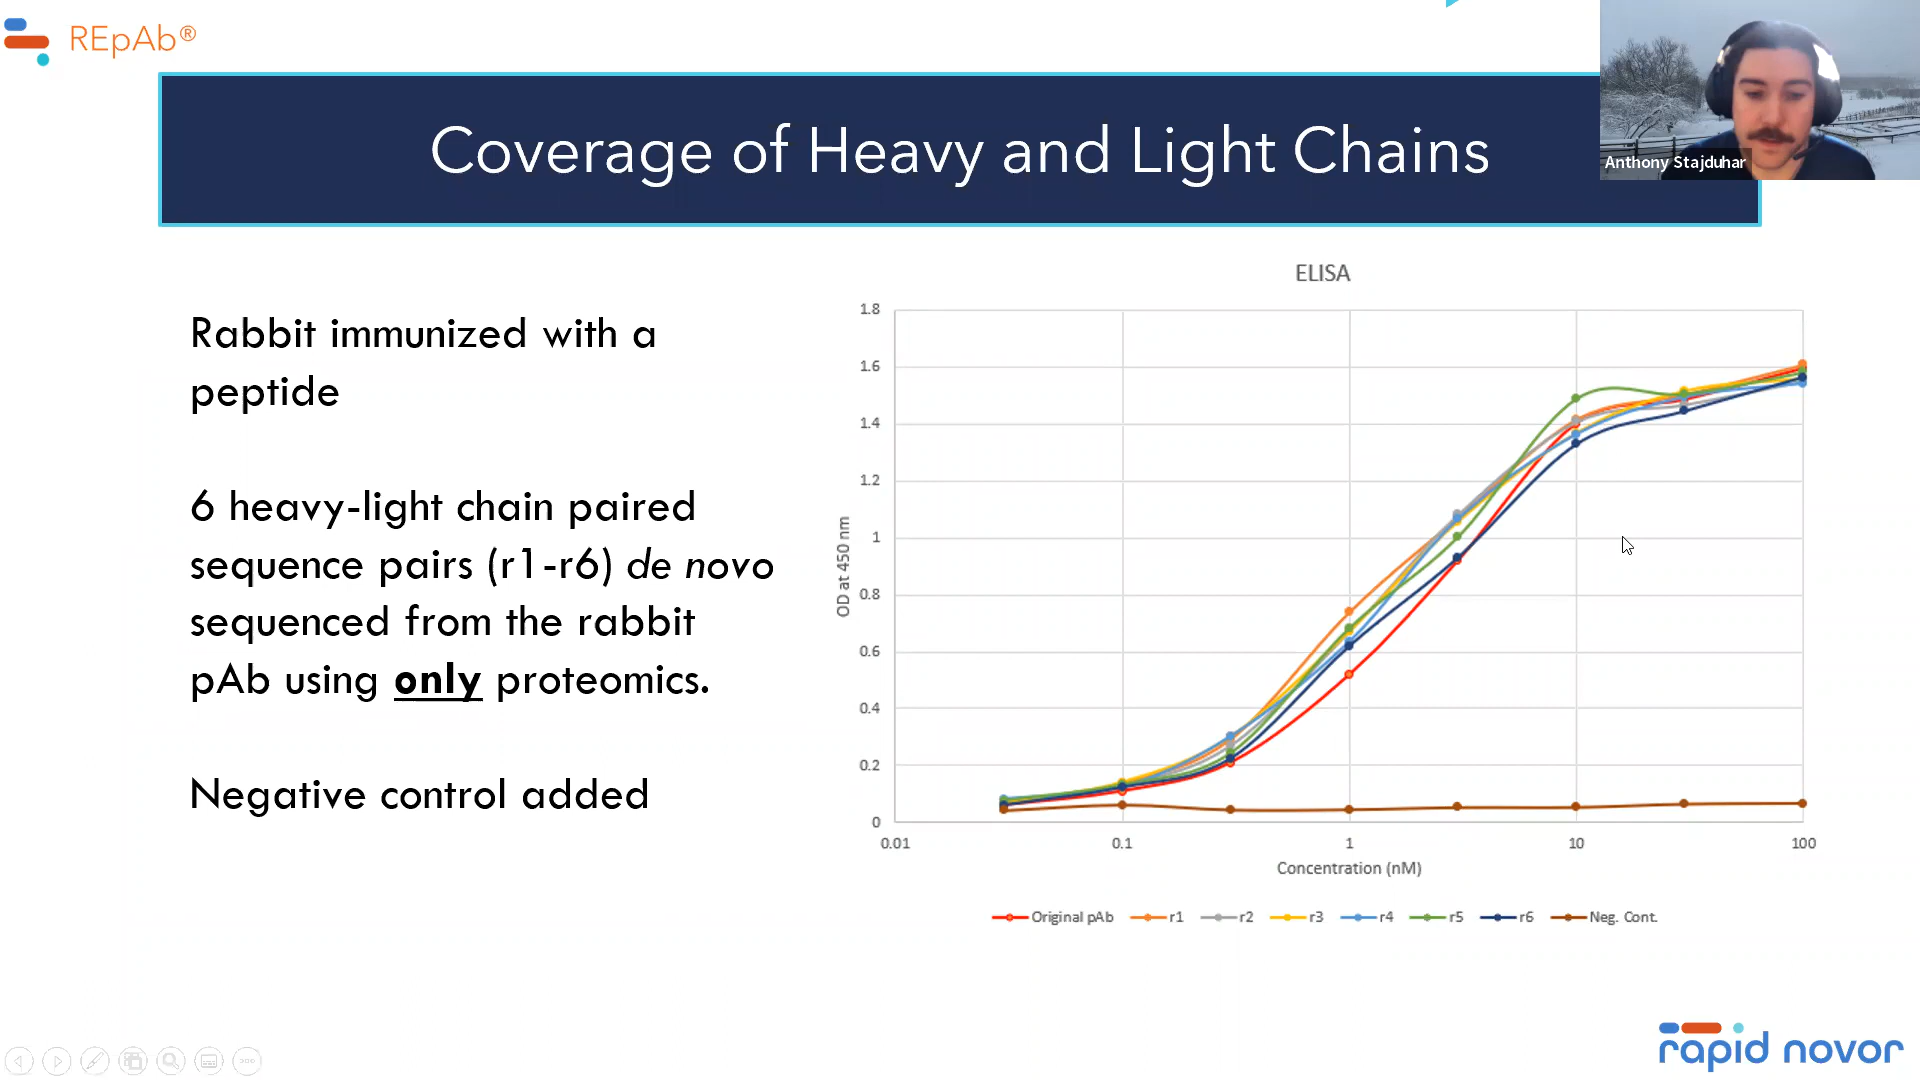 REpAb®
Coverage of Heavy and Light Chains
Anthony Stajduhar
Rabbit immunized with a
peptide
6 heavy-light chain paired
sequence pairs (r1-r6) de novo
sequenced from the rabbit
pAb using only proteomics.
Negative control added
ELISA
1.8
1.6
1.4
1.2
1
0.8
0.6
0.4
0.2
0
OD at 450 nm
0.01 0.1 1 10 100
Concentration (nM)
Original pAb r1 r2 r3 r4 r5 r6 Neg. Cont.
rapid novor